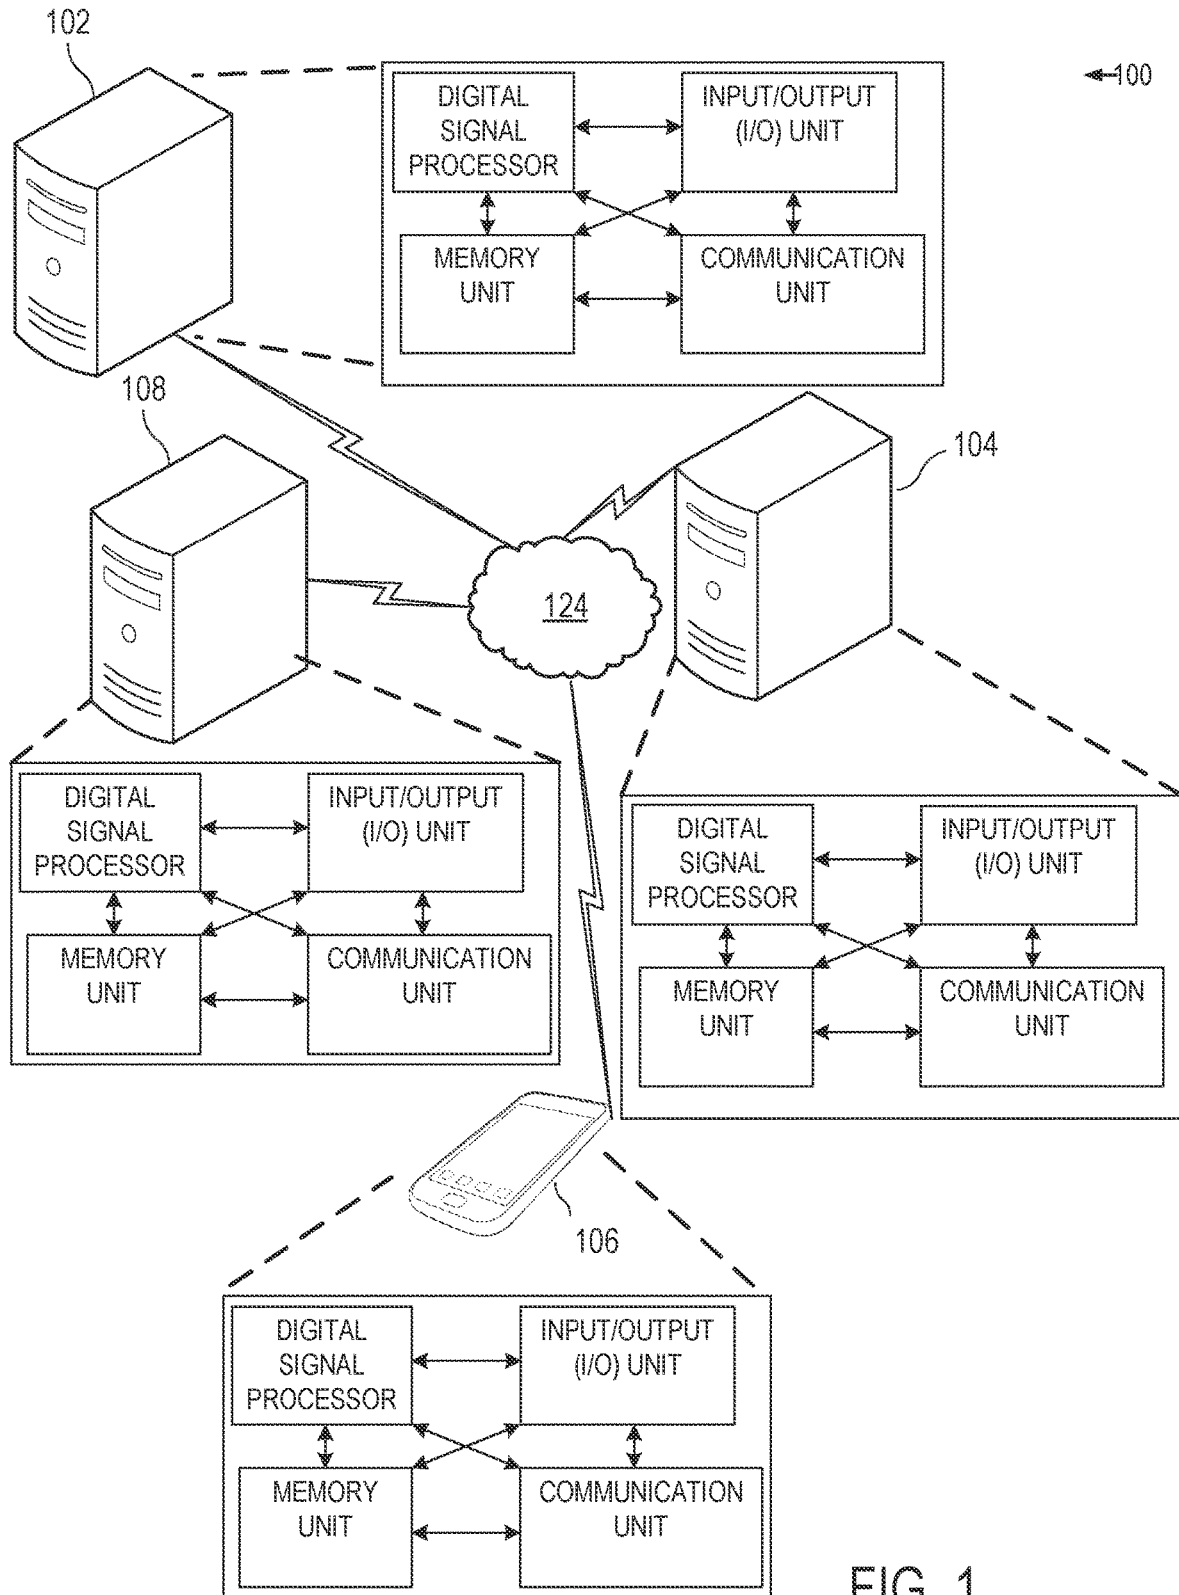 102
100
DIGITAL
SIGNAL
PROCESSOR
INPUT/OUTPUT
(I/O) UNIT
MEMORY
UNIT
COMMUNICATION
UNIT
108
104
124
DIGITAL
SIGNAL
PROCESSOR
INPUT/OUTPUT
(I/O) UNIT
MEMORY
UNIT
COMMUNICATION
UNIT
DIGITAL
SIGNAL
PROCESSOR
INPUT/OUTPUT
(I/O) UNIT
MEMORY
UNIT
COMMUNICATION
UNIT
106
DIGITAL
SIGNAL
PROCESSOR
INPUT/OUTPUT
(I/O) UNIT
MEMORY
UNIT
COMMUNICATION
UNIT
FIG. 1